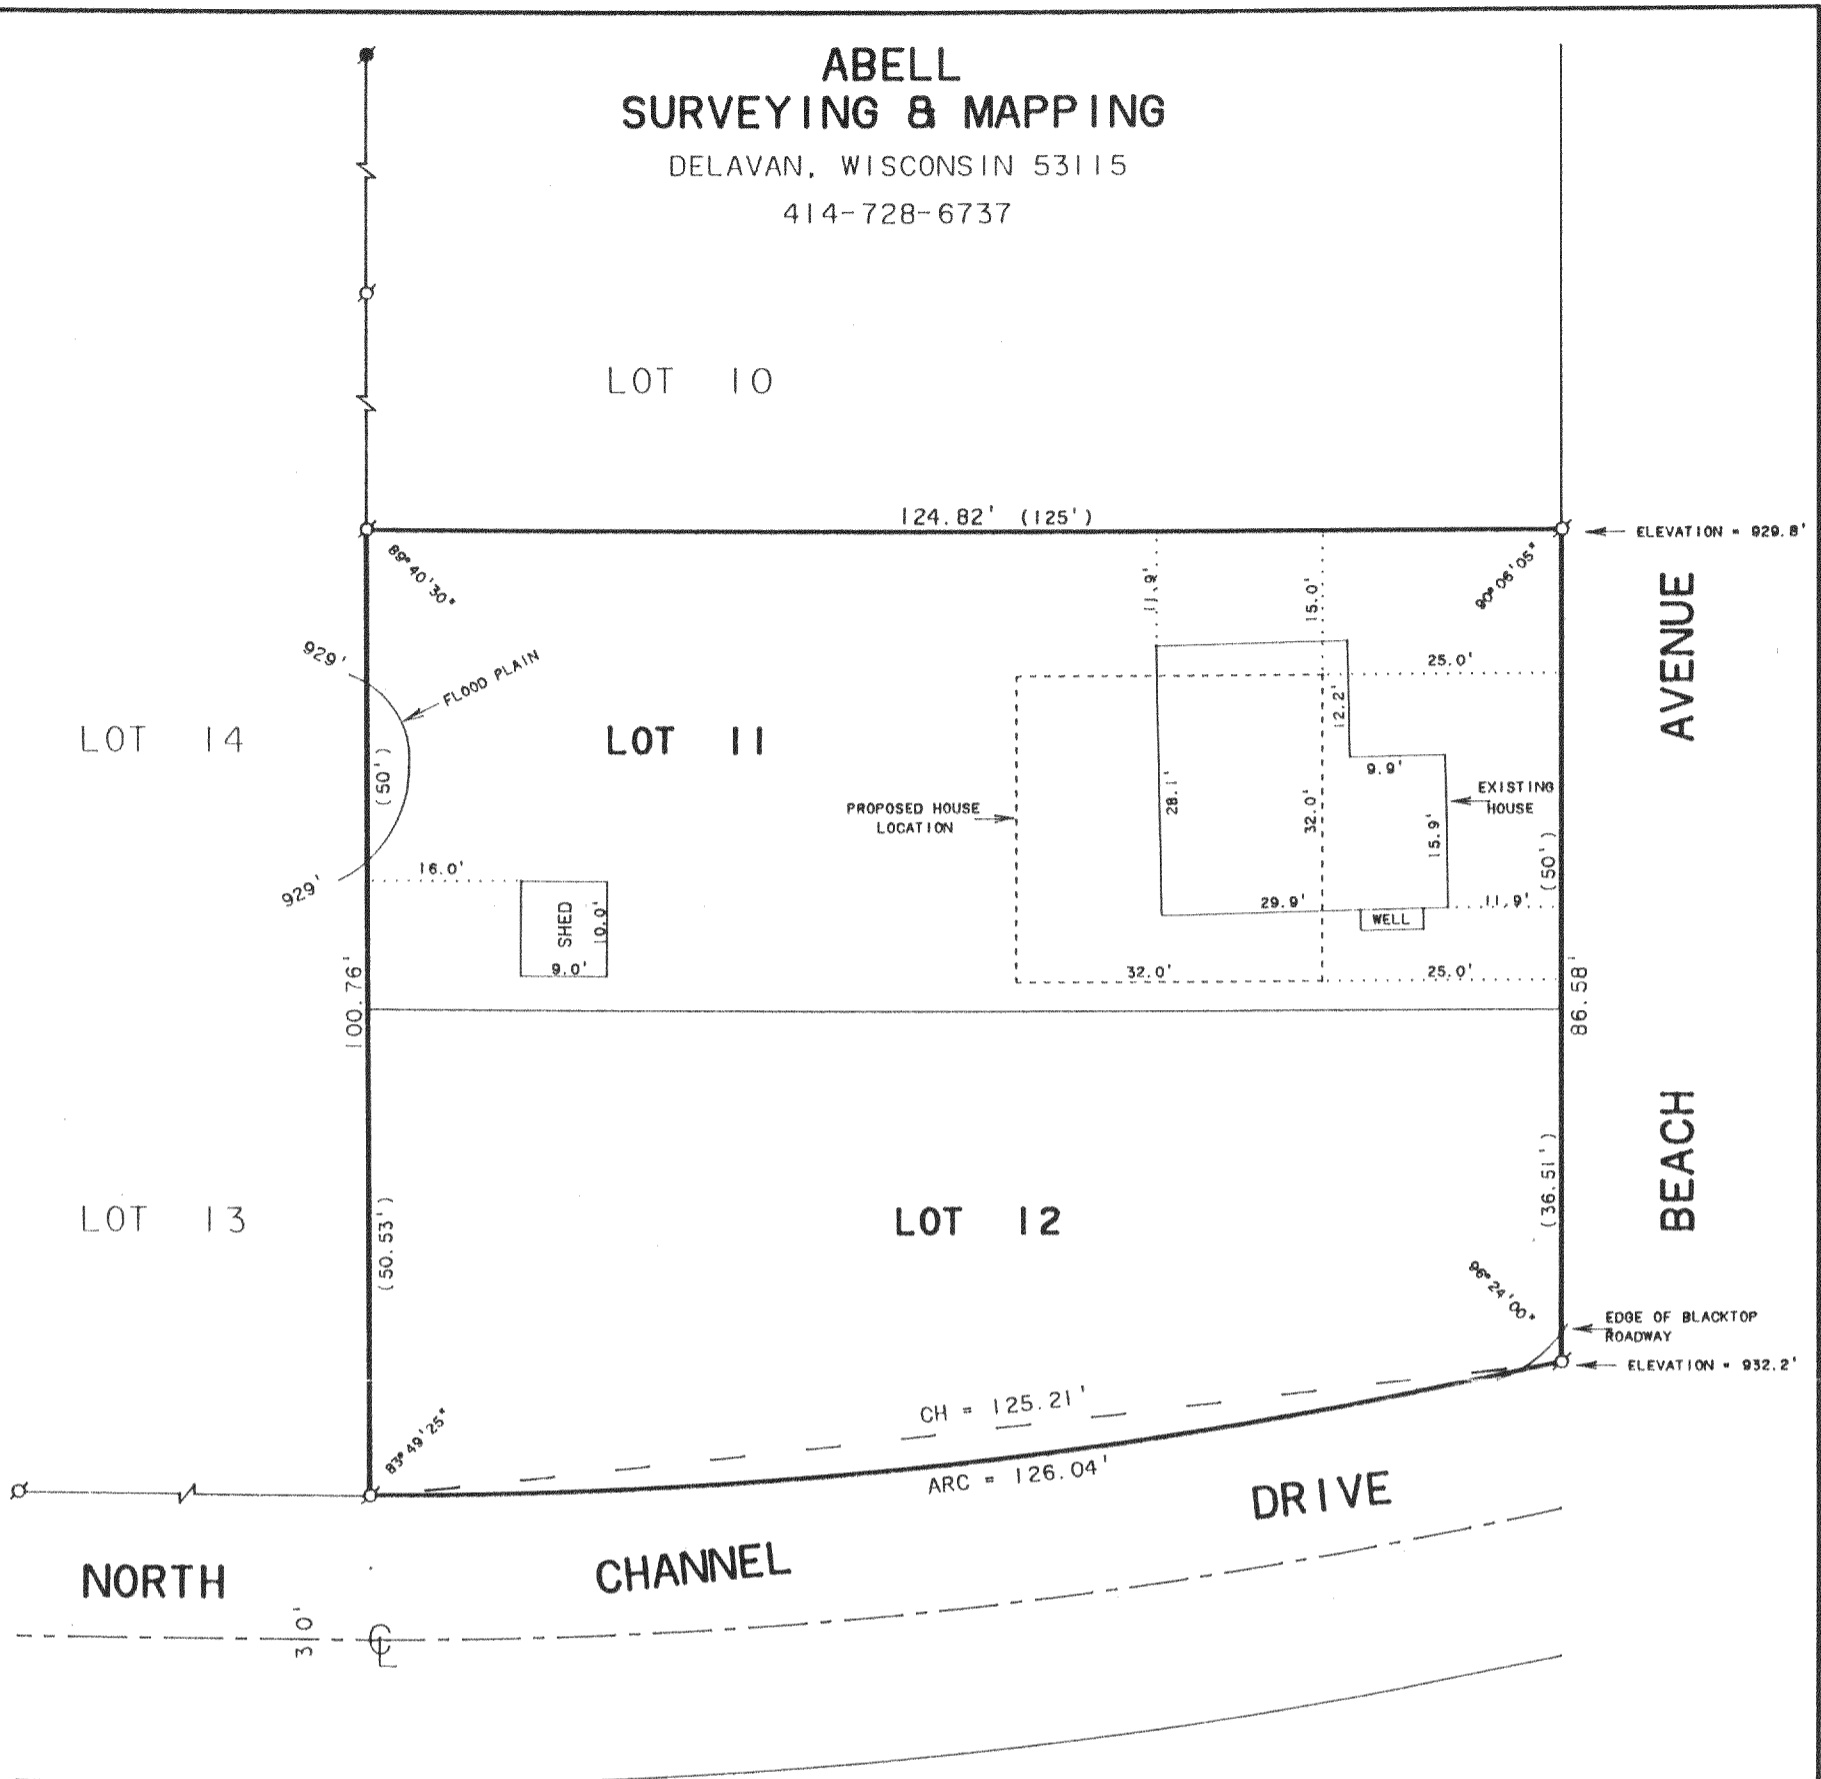 ABELL
SURVEYING & MAPPING
DELAVAN, WISCONSIN 53115
414-728-6737
LOT 10
124.82' (125')
ELEVATION = 929.8'
89°40'30"
90°06'05"
11.9'
15.0'
AVENUE
929'
FLOOD PLAIN
25.0'
12.2'
LOT 14
LOT 11
(50')
9.9'
28.1'
32.0'
EXISTING
HOUSE
PROPOSED HOUSE
LOCATION
15.9'
(50')
16.0'
929'
29.9'
11.9'
SHED
10.0'
WELL
9.0'
32.0'
25.0'
100.76'
86.58'
BEACH
(36.51')
LOT 13
(50.53')
LOT 12
96°24'00"
EDGE OF BLACKTOP
ROADWAY
ELEVATION = 932.2'
CH = 125.21'
83°49'25"
ARC = 126.04'
NORTH CHANNEL DRIVE
30'
CL